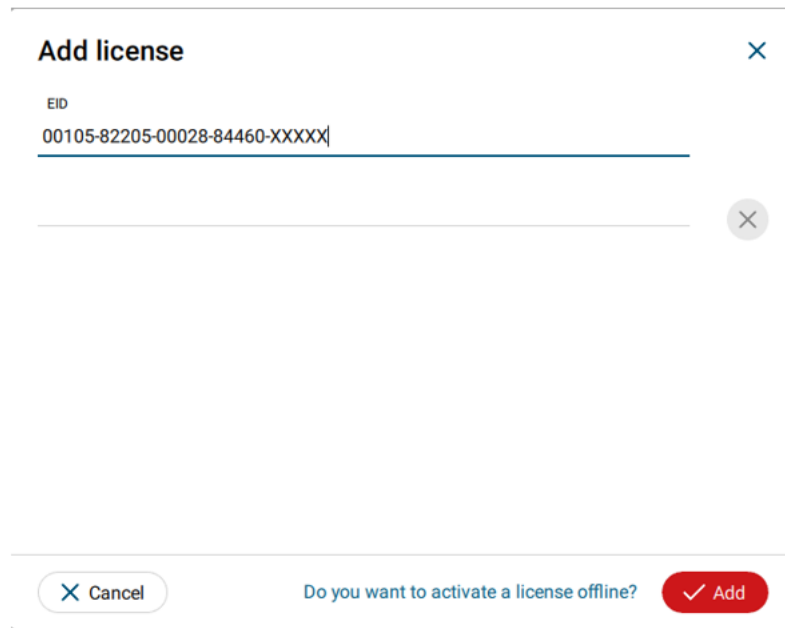 Add license
EID
00105-82205-00028-84460-XXXXX
Cancel
Do you want to activate a license offline?
Add